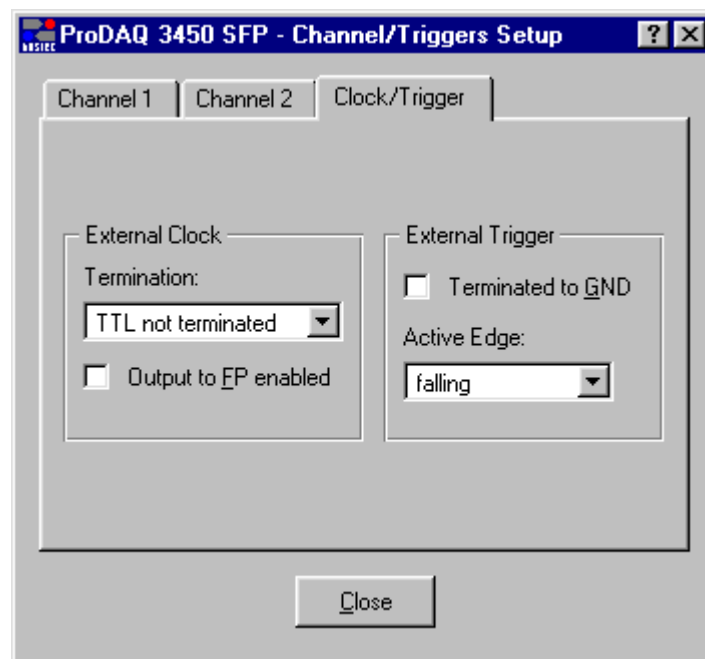 ProDAQ 3450 SFP - Channel/Triggers Setup
Channel 1
Channel 2
Clock/Trigger
External Clock
Termination:
TTL not terminated
Output to FP enabled
External Trigger
Terminated to GND
Active Edge:
falling
Close